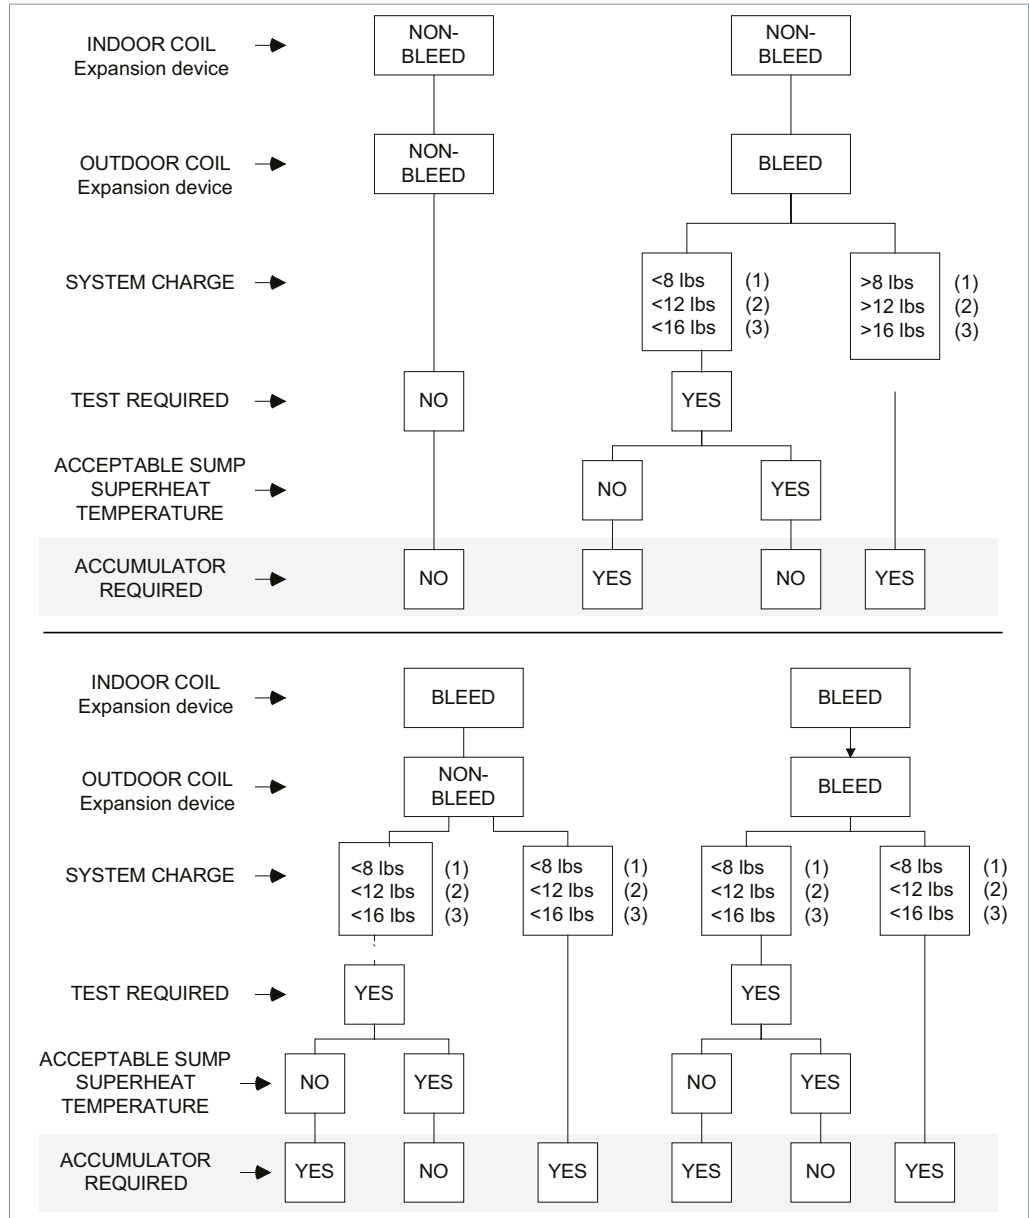 INDOOR COIL
Expansion device
NON-
BLEED
NON-
BLEED
OUTDOOR COIL
Expansion device
NON-
BLEED
BLEED
SYSTEM CHARGE
<8 lbs (1)
<12 lbs (2)
<16 lbs (3)
>8 lbs (1)
>12 lbs (2)
>16 lbs (3)
TEST REQUIRED
NO
YES
ACCEPTABLE SUMP
SUPERHEAT
TEMPERATURE
NO
YES
ACCUMULATOR
REQUIRED
NO
YES
NO
YES
INDOOR COIL
Expansion device
BLEED
BLEED
OUTDOOR COIL
Expansion device
NON-
BLEED
BLEED
SYSTEM CHARGE
<8 lbs (1)
<12 lbs (2)
<16 lbs (3)
<8 lbs (1)
<12 lbs (2)
<16 lbs (3)
<8 lbs (1)
<12 lbs (2)
<16 lbs (3)
<8 lbs (1)
<12 lbs (2)
<16 lbs (3)
TEST REQUIRED
YES
YES
ACCEPTABLE SUMP
SUPERHEAT
TEMPERATURE
NO
YES
NO
YES
ACCUMULATOR
REQUIRED
YES
NO
YES
YES
NO
YES